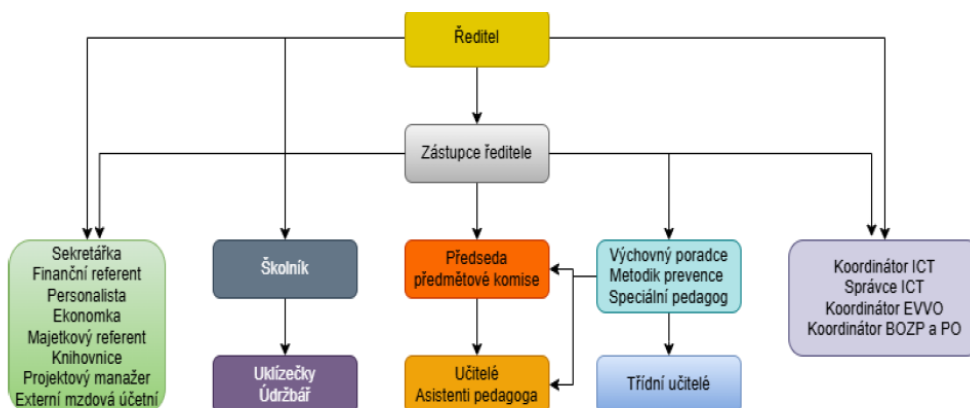 Ředitel
Zástupce ředitele
Sekretářka
Finanční referent
Personalista
Ekonomka
Majetkový referent
Knihovnice
Projektový manažer
Externí mzdová účetní
Školník
Uklízečky
Údržbář
Předseda
předmětové komise
Učitelé
Asistenti pedagoga
Výchovný poradce
Metodik prevence
Speciální pedagog
Třídní učitelé
Koordinátor ICT
Správce ICT
Koordinátor EVVO
Koordinátor BOZP a PO